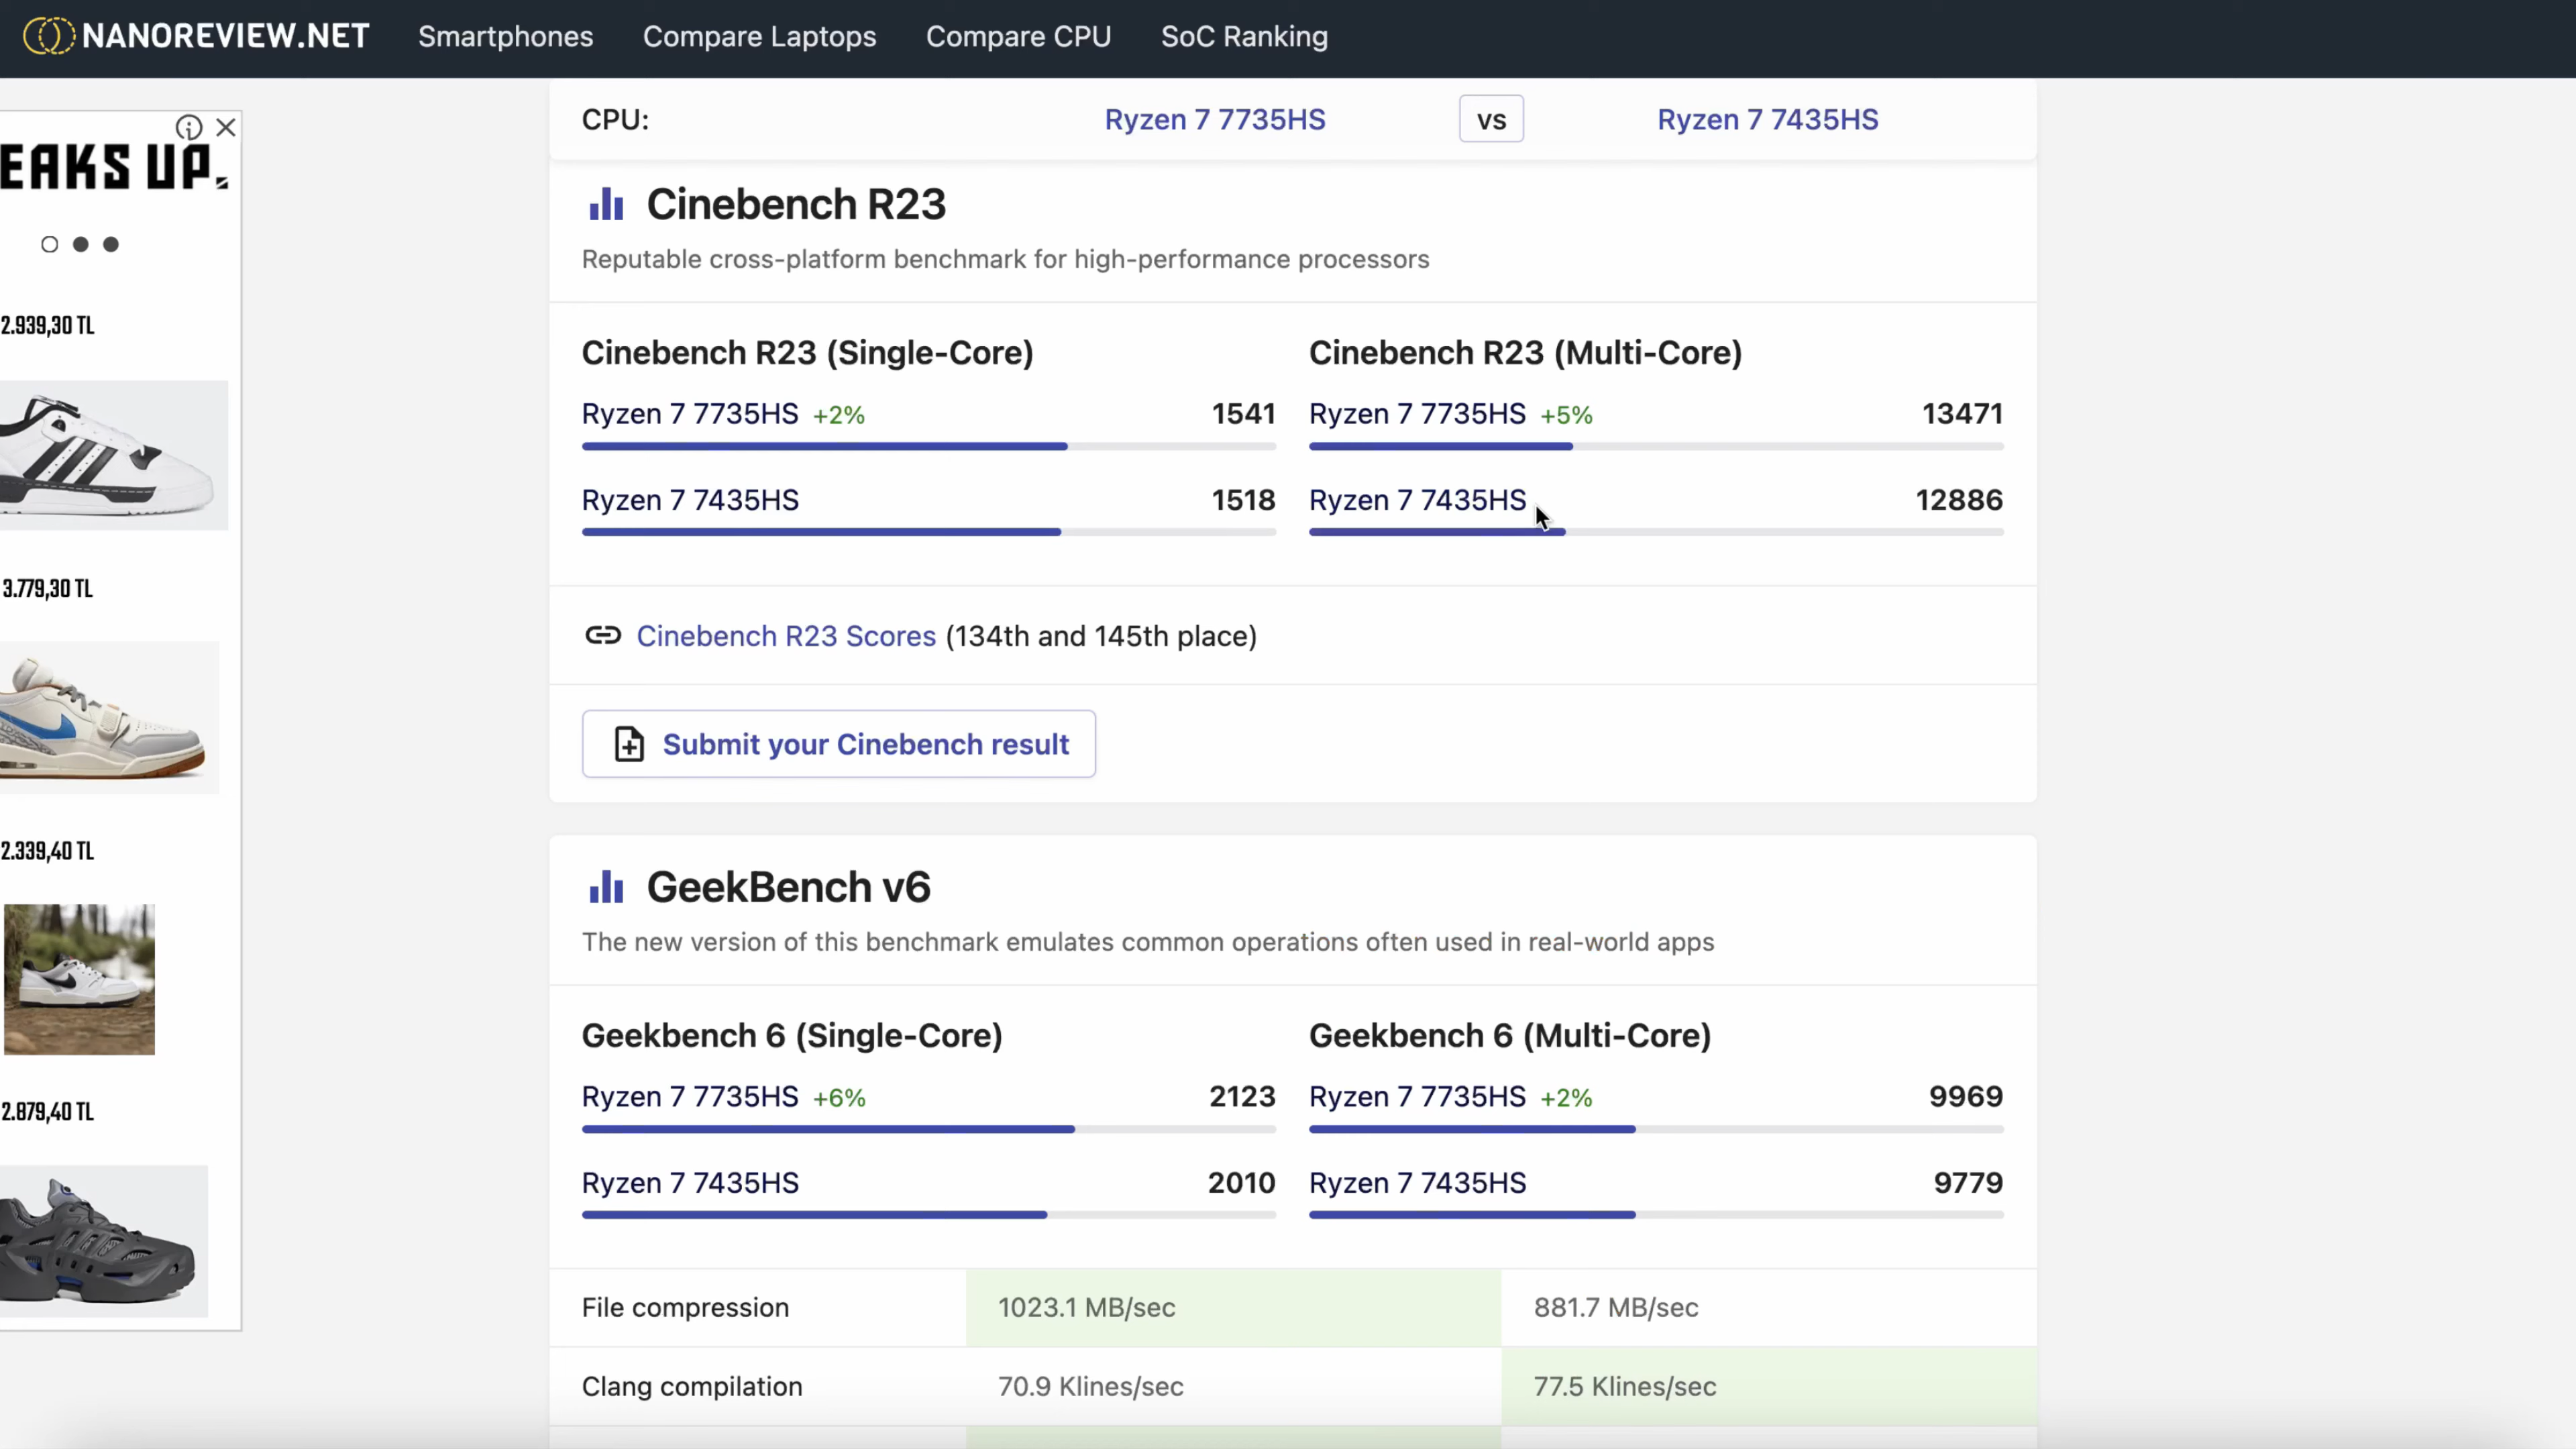 NANOREVIEW.NET Smartphones Compare Laptops Compare CPU SoC Ranking
EAKS UP.
2.939,30 TL
3.779,30 TL
2.339,40 TL
2.879,40 TL
CPU: Ryzen 7 7735HS vs Ryzen 7 7435HS
Cinebench R23
Reputable cross-platform benchmark for high-performance processors
Cinebench R23 (Single-Core)
Ryzen 7 7735HS +2% 1541
Ryzen 7 7435HS 1518
Cinebench R23 (Multi-Core)
Ryzen 7 7735HS +5% 13471
Ryzen 7 7435HS 12886
Cinebench R23 Scores (134th and 145th place)
Submit your Cinebench result
GeekBench v6
The new version of this benchmark emulates common operations often used in real-world apps
Geekbench 6 (Single-Core)
Ryzen 7 7735HS +6% 2123
Ryzen 7 7435HS 2010
Geekbench 6 (Multi-Core)
Ryzen 7 7735HS +2% 9969
Ryzen 7 7435HS 9779
File compression 1023.1 MB/sec 881.7 MB/sec
Clang compilation 70.9 Klines/sec 77.5 Klines/sec